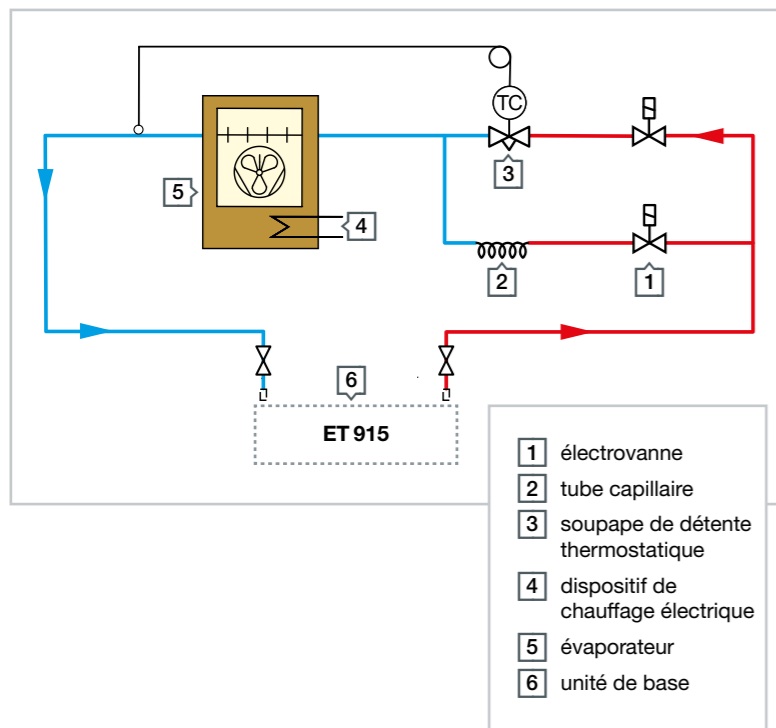 TC
3
5
4
2
1
6
ET 915
1 électrovanne
2 tube capillaire
3 soupape de détente
thermostatique
4 dispositif de
chauffage électrique
5 évaporateur
6 unité de base